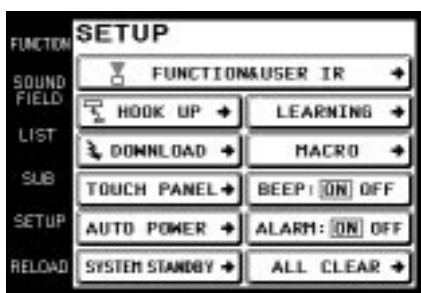 SETUP
FUNCTION
SOUND FIELD
LIST
SUB
SETUP
RELOAD
FUNCTION&USER IR
HOOK UP
LEARNING
DOWNLOAD
MACRO
TOUCH PANEL
BEEP: ON OFF
AUTO POWER
ALARM: ON OFF
SYSTEM STANDBY
ALL CLEAR